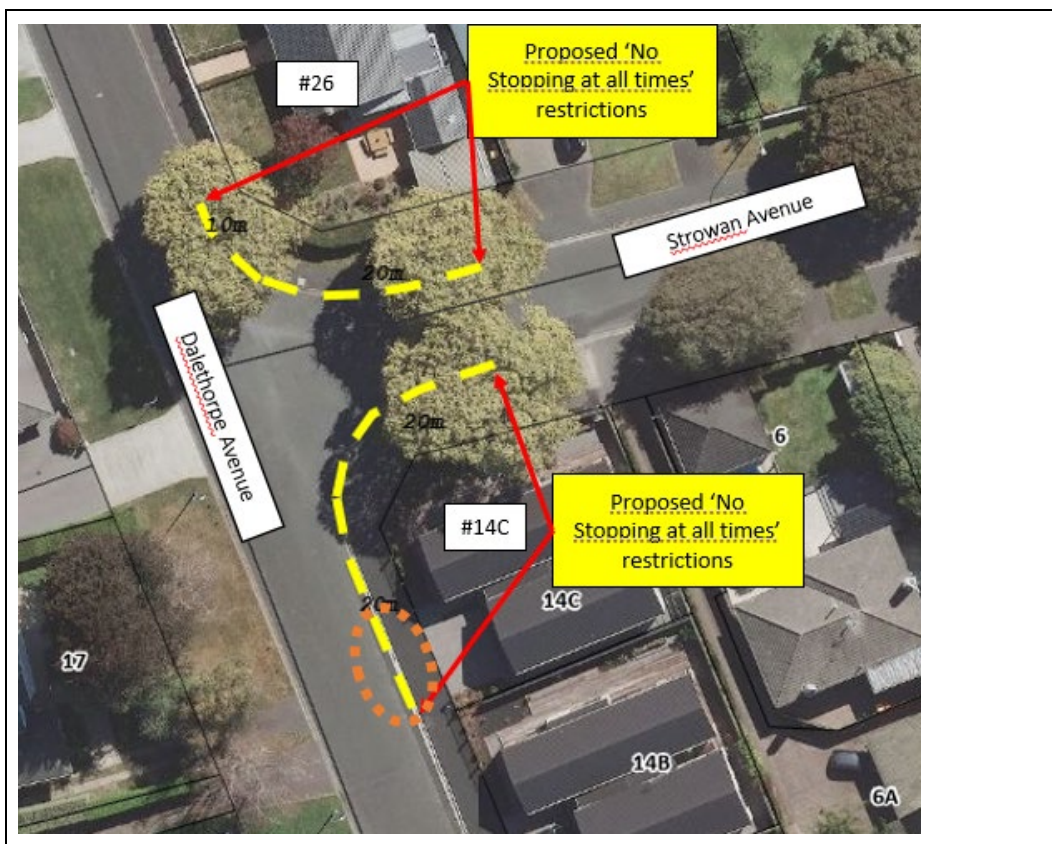 Proposed 'No
Stopping at all times'
restrictions
#26
10m
20m
Strowan Avenue
Dalethorpe Avenue
20m
6
#14C
Proposed 'No
Stopping at all times'
restrictions
20m
14C
17
14B
6A